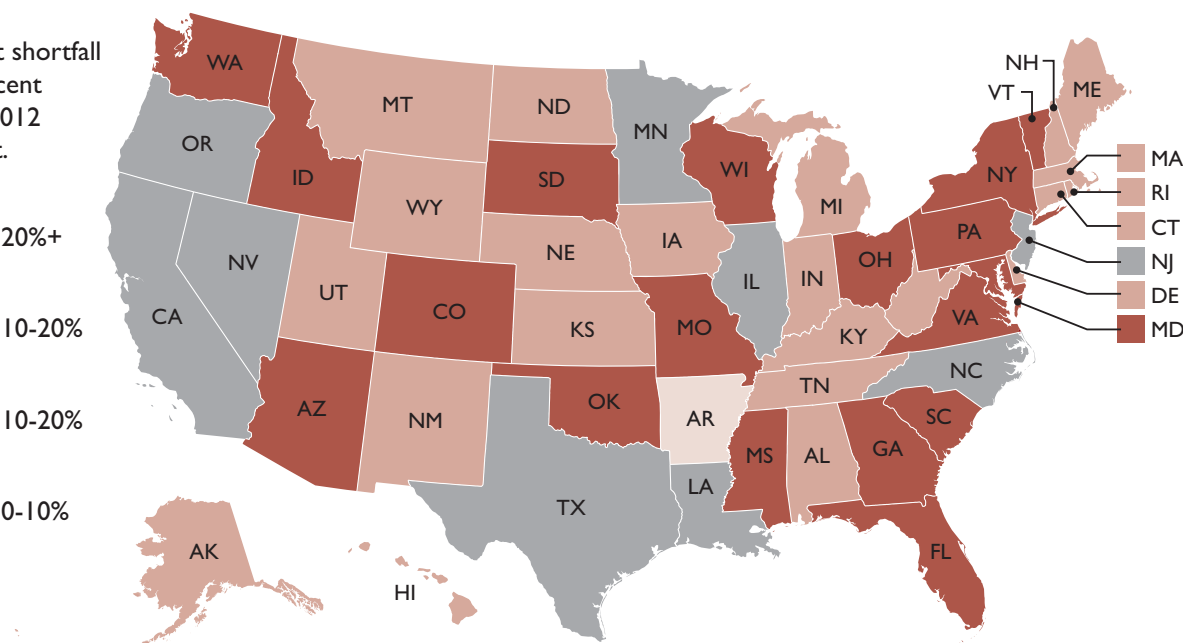 t shortfall
cent
012
t.
20%+
10-20%
10-20%
0-10%
WA
OR
CA
NV
ID
MT
WY
UT
CO
AZ
NM
ND
SD
NE
KS
OK
TX
MN
IA
MO
AR
LA
WI
IL
MI
IN
OH
KY
TN
MS
AL
GA
FL
SC
NC
VA
PA
NY
VT
NH
ME
MA
RI
CT
NJ
DE
MD
AK
HI